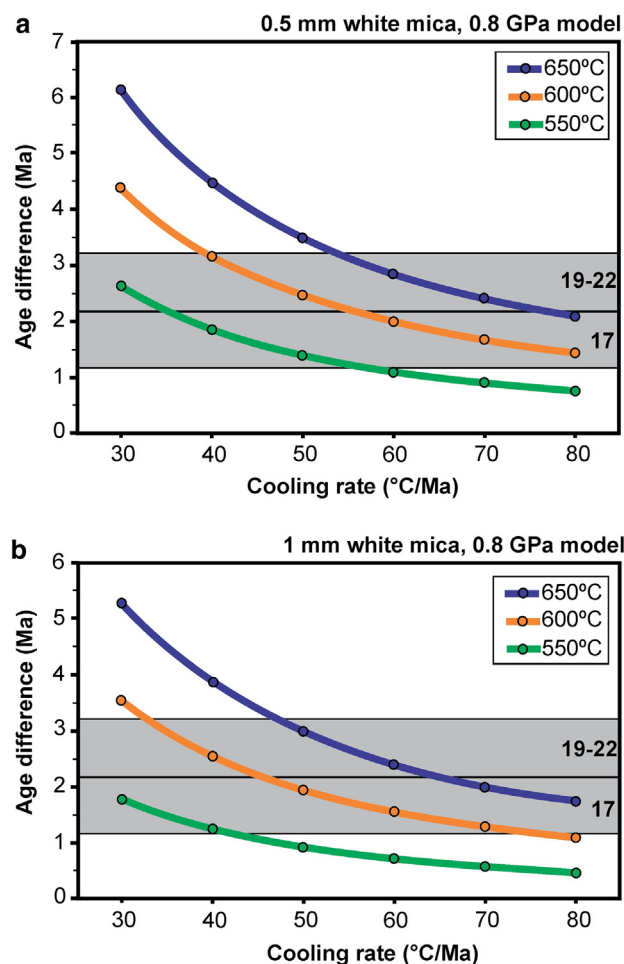 a
0.5 mm white mica, 0.8 GPa model
7
6
5
4
3
2
1
0
Age difference (Ma)
650ºC
600ºC
550ºC
19-22
17
30 40 50 60 70 80
Cooling rate (°C/Ma)
b
1 mm white mica, 0.8 GPa model
6
5
4
3
2
1
0
Age difference (Ma)
650ºC
600ºC
550ºC
19-22
17
30 40 50 60 70 80
Cooling rate (°C/Ma)